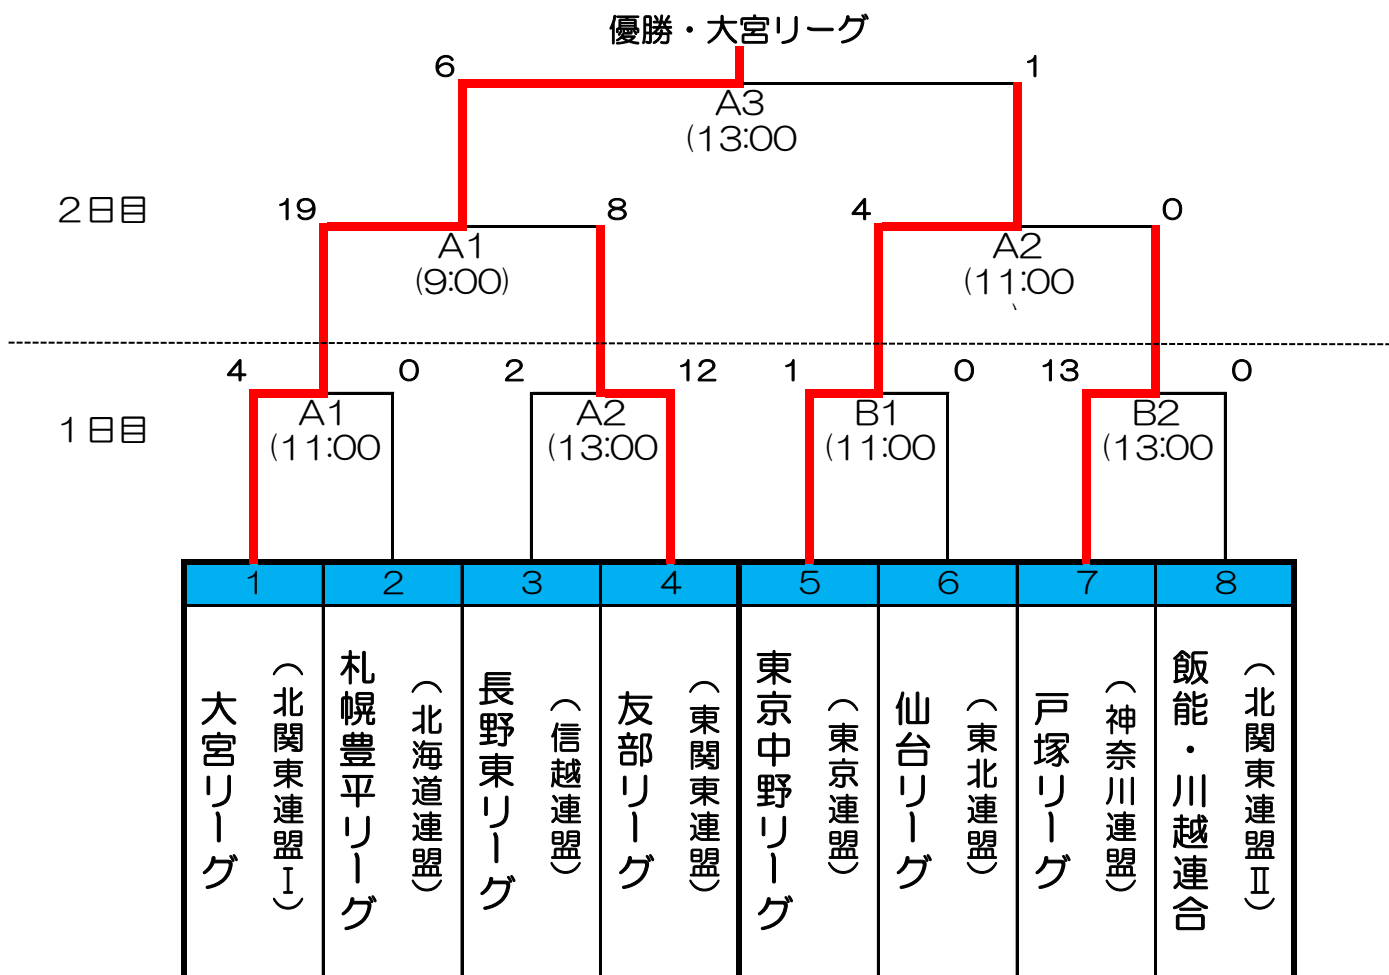 優勝・大宮リーグ
6
1
A3
(13:00
2日目
19
8
4
0
A1
(9:00)
A2
(11:00
4
0
2
12
1
0
13
0
1日目
A1
(11:00
A2
(13:00
B1
(11:00
B2
(13:00
1
2
3
4
5
6
7
8
大宮リーグ
(北関東連盟Ⅰ)
札幌豊平リーグ
(北海道連盟)
長野東リーグ
(信越連盟)
友部リーグ
(東関東連盟)
東京中野リーグ
(東京連盟)
仙台リーグ
(東北連盟)
戸塚リーグ
(神奈川連盟)
飯能・川越連合
(北関東連盟Ⅱ)